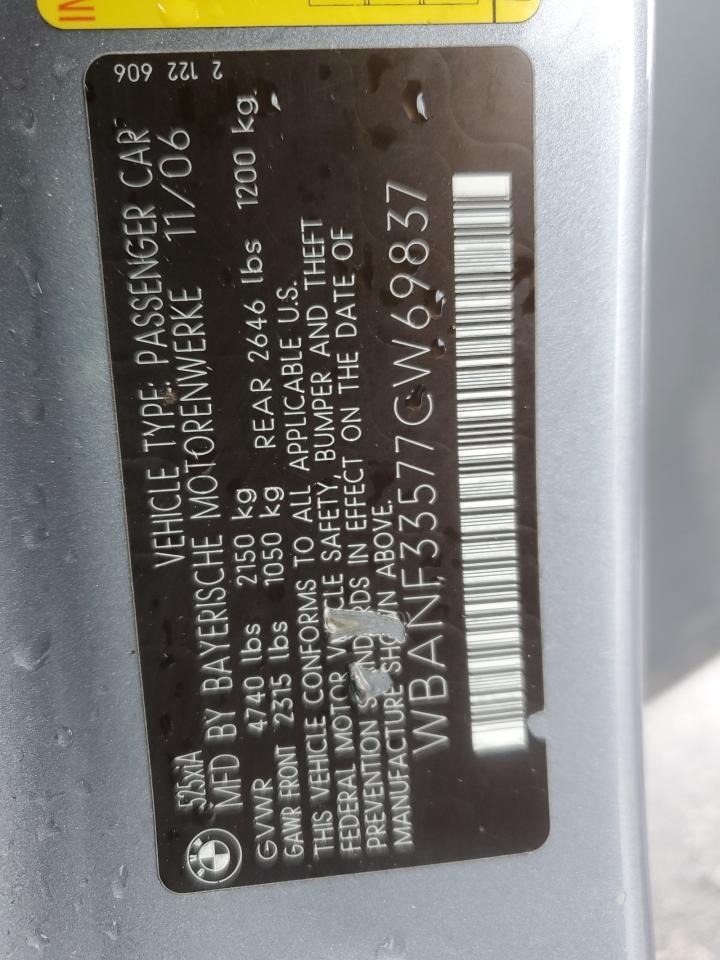 525xiA VEHICLE TYPE: PASSENGER CAR 2 122 606
MFD BY BAYERISCHE MOTORENWERKE 11/06
GVWR 4740 lbs 2150 kg
GAWR FRONT 2315 lbs 1050 kg REAR 2646 lbs 1200 kg
THIS VEHICLE CONFORMS TO ALL APPLICABLE U.S.
FEDERAL MOTOR VEHICLE SAFETY, BUMPER AND THEFT
PREVENTION STANDARDS IN EFFECT ON THE DATE OF
MANUFACTURE SHOWN ABOVE.
WBANF33577CW69837